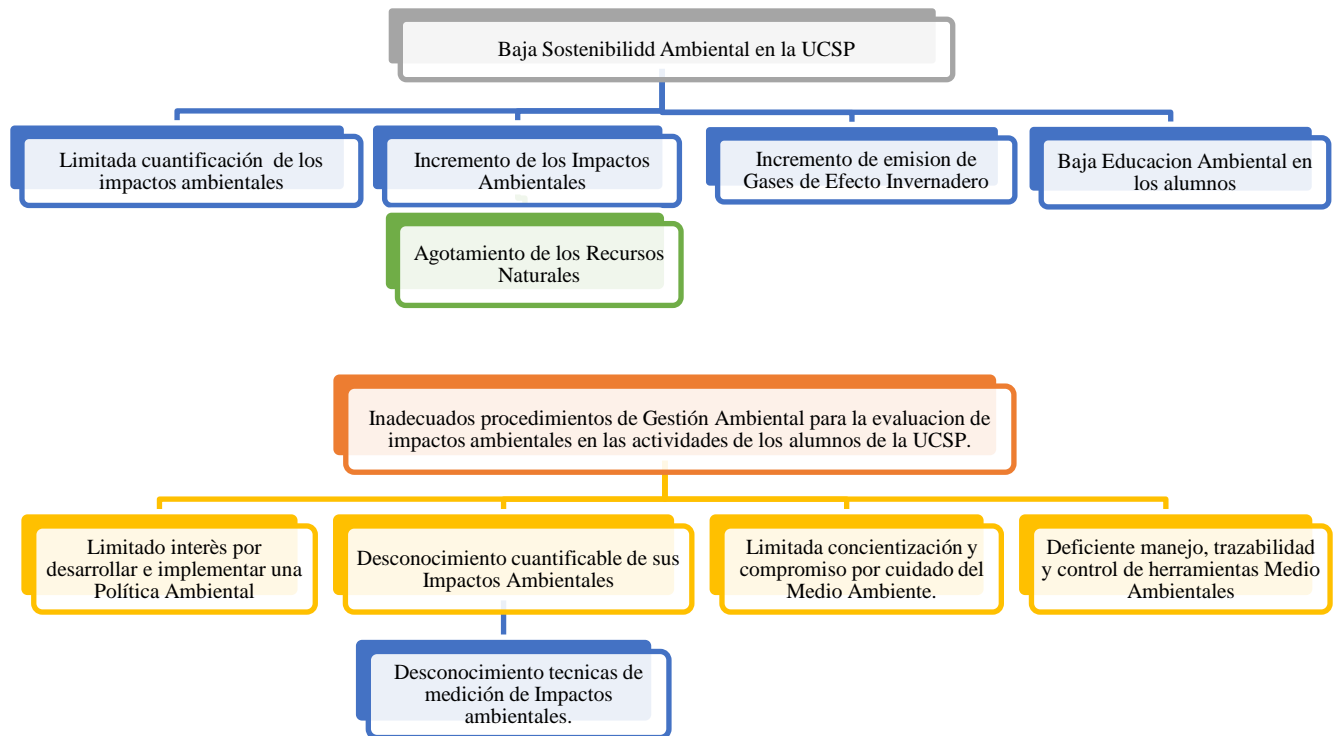 Baja Sostenibilidd Ambiental en la UCSP
Limitada cuantificación de los
impactos ambientales
Incremento de los Impactos
Ambientales
Incremento de emision de
Gases de Efecto Invernadero
Baja Educacion Ambiental en
los alumnos
Agotamiento de los Recursos
Naturales
Inadecuados procedimientos de Gestión Ambiental para la evaluacion de
impactos ambientales en las actividades de los alumnos de la UCSP.
Limitado interès por
desarrollar e implementar una
Política Ambiental
Desconocimiento cuantificable de sus
Impactos Ambientales
Limitada concientización y
compromiso por cuidado del
Medio Ambiente.
Deficiente manejo, trazabilidad
y control de herramientas Medio
Ambientales
Desconocimiento tecnicas de
medición de Impactos
ambientales.